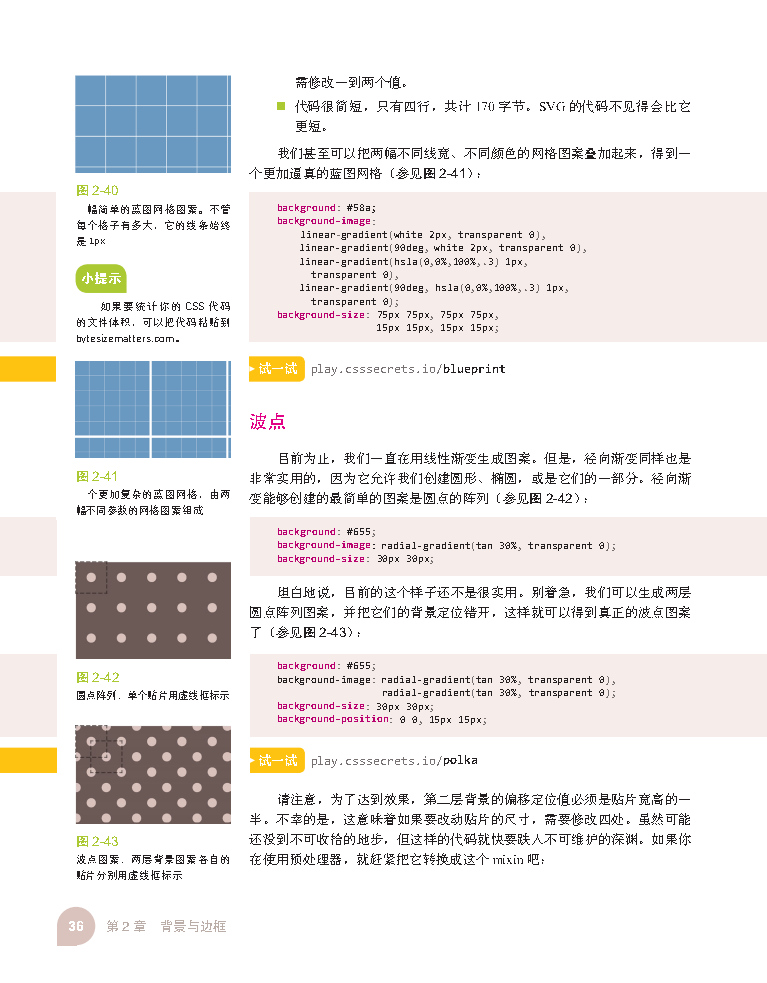 需修改一到两个值。
代码很简短，只有四行，共计 170 字节。SVG 的代码不见得会比它
更短。
我们甚至可以把两幅不同线宽、不同颜色的网格图案叠加起来，得到一
个更加逼真的蓝图网格（参见图 2-41）：
background: #58a;
background-image:
linear-gradient(white 2px, transparent 0),
linear-gradient(90deg, white 2px, transparent 0),
linear-gradient(hsla(0,0%,100%,.3) 1px,
transparent 0),
linear-gradient(90deg, hsla(0,0%,100%,.3) 1px,
transparent 0);
background-size: 75px 75px, 75px 75px,
15px 15px, 15px 15px;
试一试 play.csssecrets.io/blueprint
图 2-40
幅简单的蓝图网格图案。不管
每个格子有多大，它的线条始终
是 1px
小提示
如果要统计你的 CSS 代码
的文件体积，可以把代码粘贴到
bytesizematters.com。
图 2-41
个更加复杂的蓝图网格，由两
幅不同参数的网格图案组成
波点
目前为止，我们一直在用线性渐变生成图案。但是，径向渐变同样也是
非常实用的，因为它允许我们创建圆形、椭圆，或是它们的一部分。径向渐
变能够创建的最简单的图案是圆点的阵列（参见图 2-42）：
background: #655;
background-image: radial-gradient(tan 30%, transparent 0);
background-size: 30px 30px;
坦白地说，目前的这个样子还不是很实用。别着急，我们可以生成两层
圆点阵列图案，并把它们的背景定位错开，这样就可以得到真正的波点图案
了（参见图 2-43）：
background: #655;
background-image: radial-gradient(tan 30%, transparent 0),
radial-gradient(tan 30%, transparent 0);
background-size: 30px 30px;
background-position: 0 0, 15px 15px;
试一试 play.csssecrets.io/polka
图 2-42
圆点阵列，单个贴片用虚线框标示
图 2-43
波点图案，两层背景图案各自的
贴片分别用虚线框标示
请注意，为了达到效果，第二层背景的偏移定位值必须是贴片宽高的一
半。不幸的是，这意味着如果要改动贴片的尺寸，需要修改四处。虽然可能
还没到不可收拾的地步，但这样的代码就快要跌入不可维护的深渊。如果你
在使用预处理器，就赶紧把它转换成这个 mixin 吧：
36 第 2 章 背景与边框